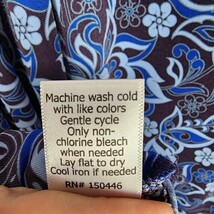 Machine wash cold
with like colors
Gentle cycle
Only non-
chlorine bleach
when needed
Lay flat to dry
Cool iron if needed
RN# 150446